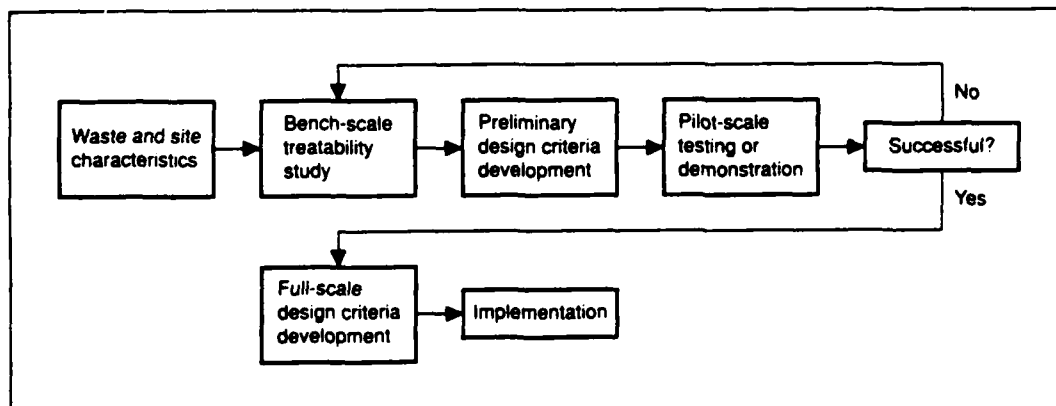 Waste and site
characteristics
Bench-scale
treatability
study
Preliminary
design criteria
development
Pilot-scale
testing or
demonstration
Successful?
No
Yes
Full-scale
design criteria
development
Implementation